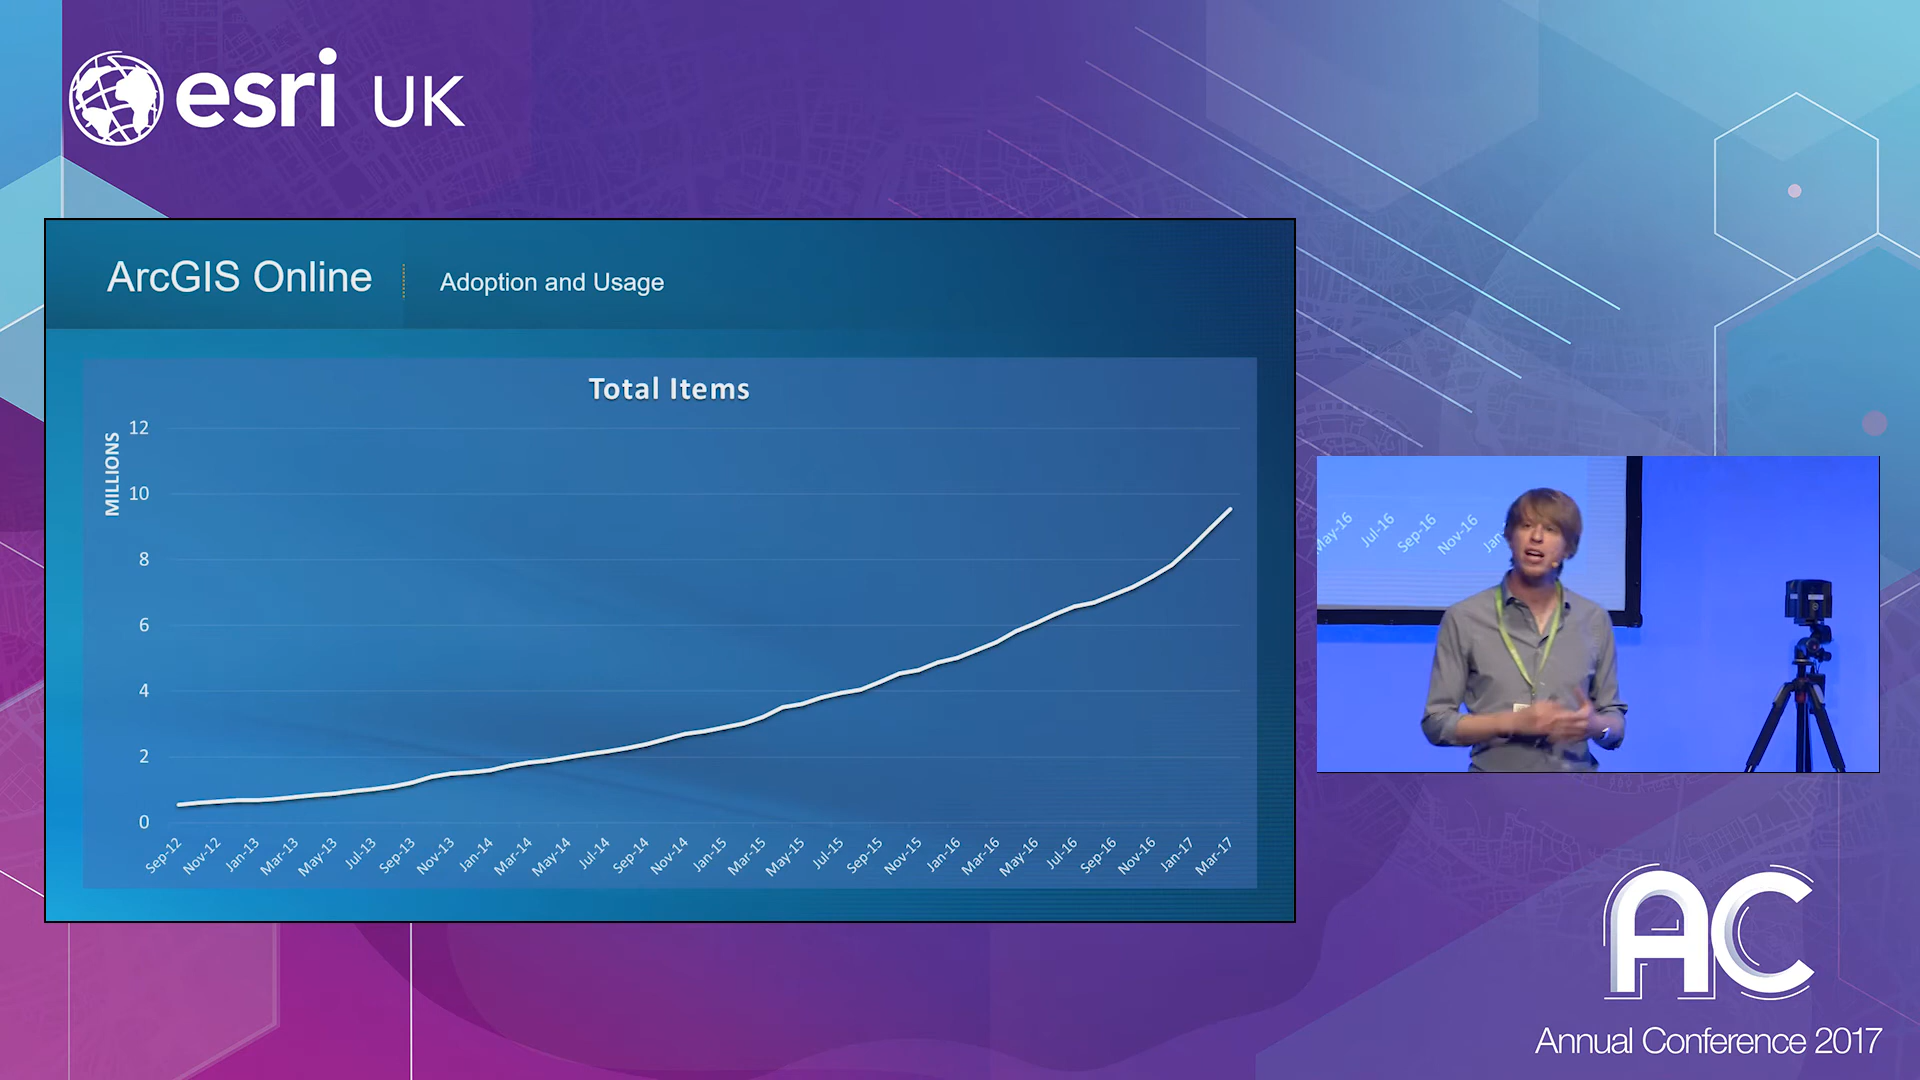 esri UK
ArcGIS Online
Adoption and Usage
Total Items
MILLIONS
12
10
8
6
4
2
0
Sep-12 Nov-12 Jan-13 Mar-13 May-13 Jul-13 Sep-13 Nov-13 Jan-14 Mar-14 May-14 Jul-14 Sep-14 Nov-14 Jan-15 Mar-15 May-15 Jul-15 Sep-15 Nov-15 Jan-16 Mar-16 May-16 Jul-16 Sep-16 Nov-16 Jan-17 Mar-17
May-16 Jul-16 Sep-16 Nov-16 Jan
AC
Annual Conference 2017